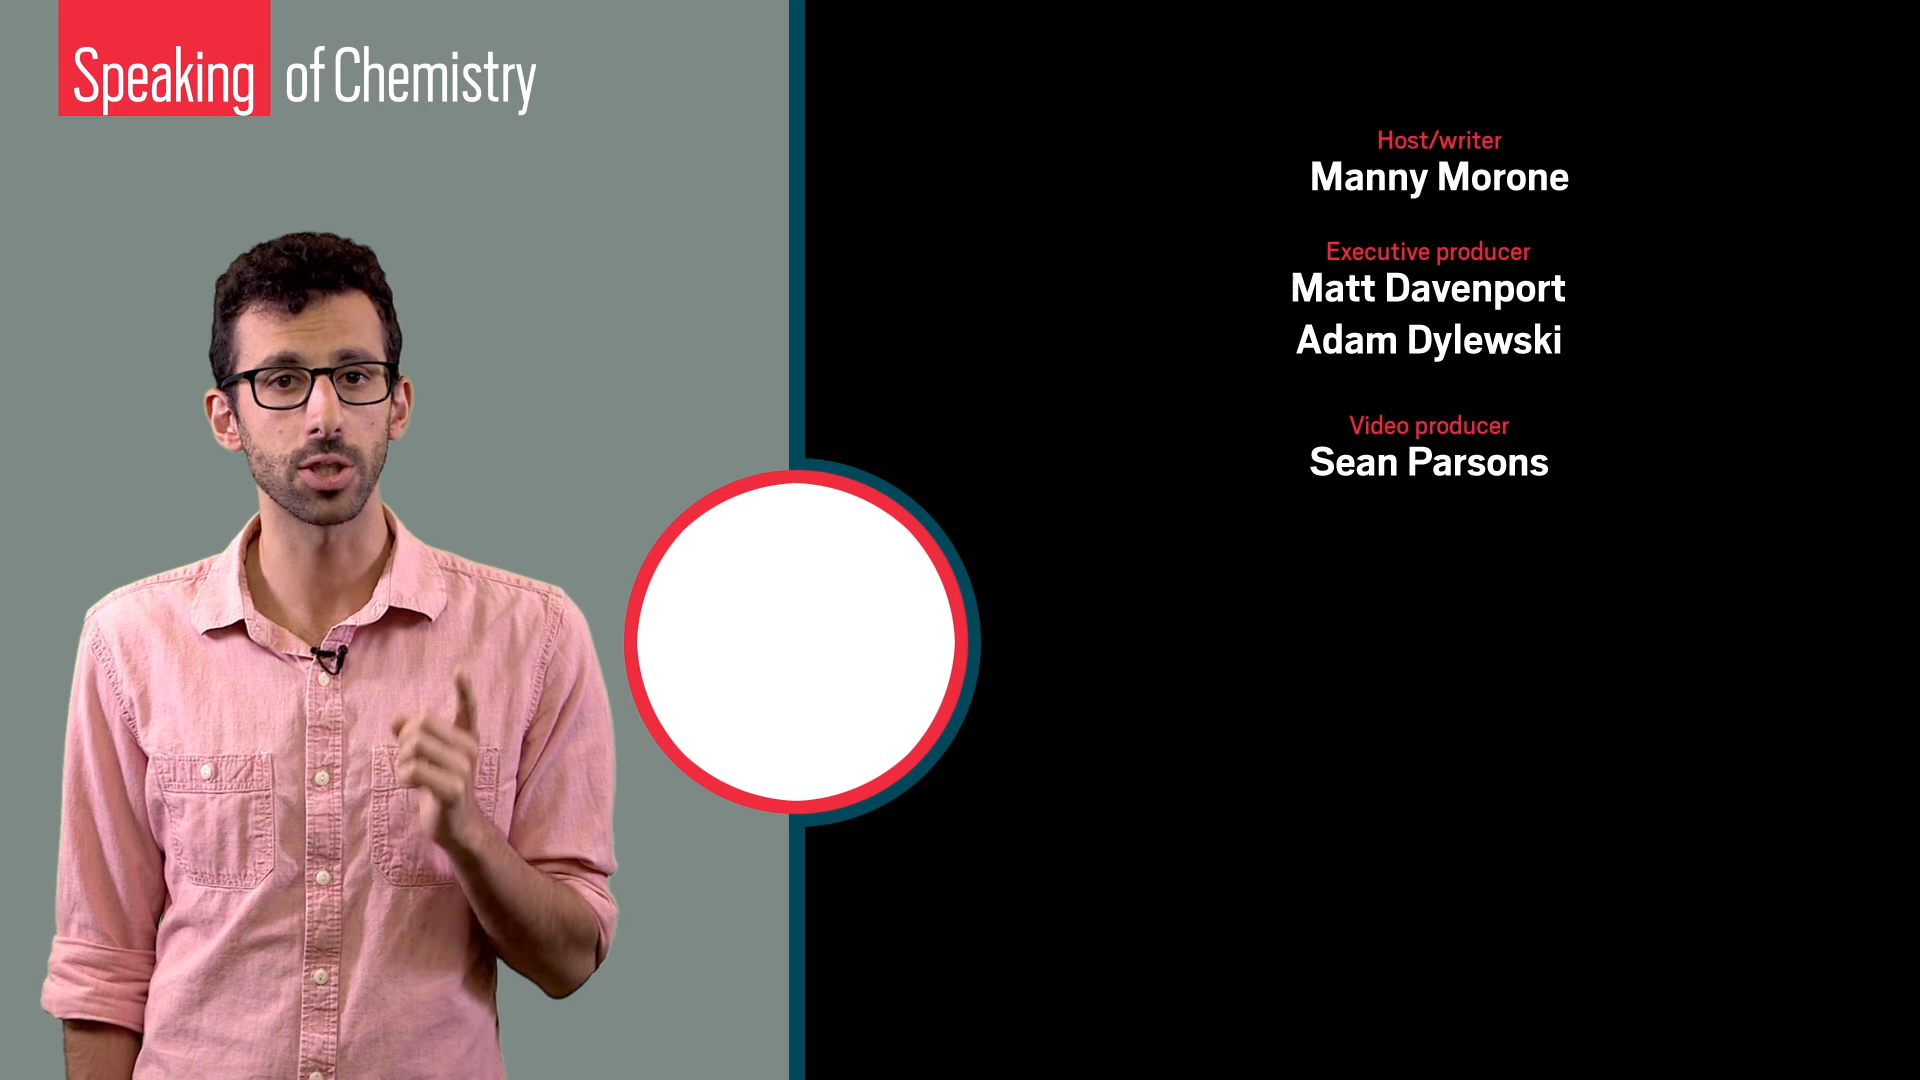 Speaking of Chemistry
Host/writer
Manny Morone
Executive producer
Matt Davenport
Adam Dylewski
Video producer
Sean Parsons